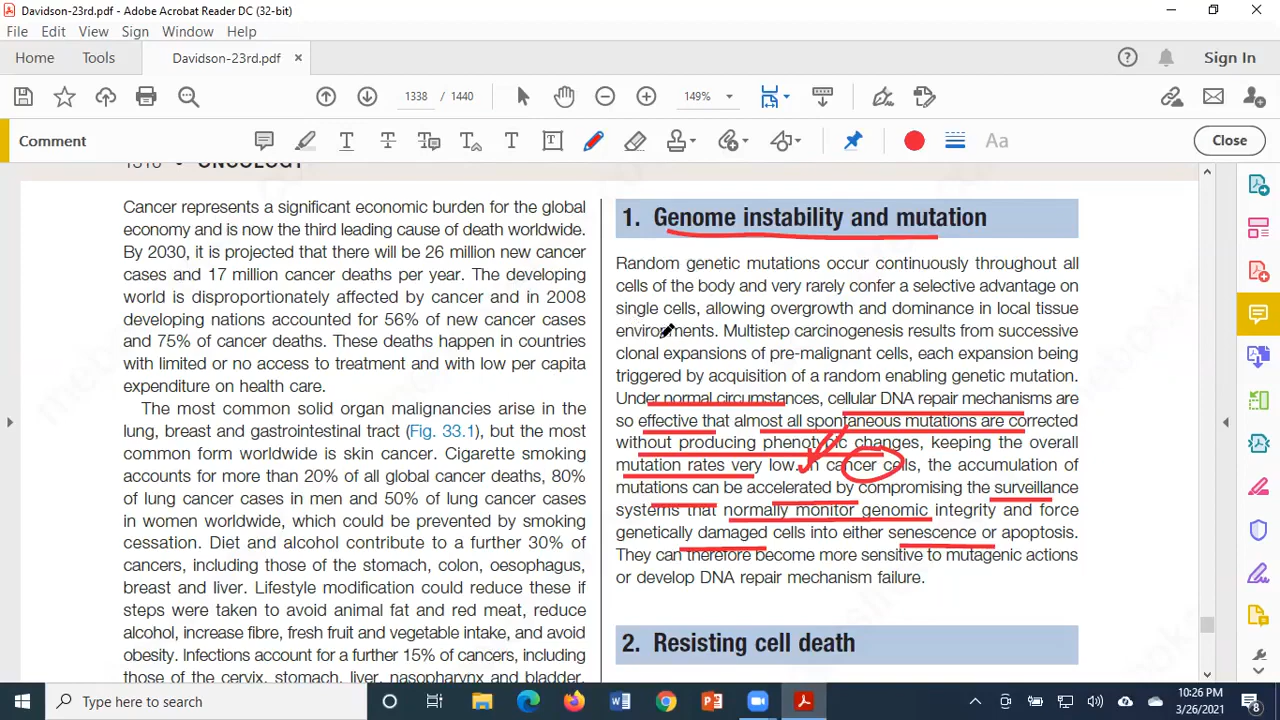 Davidson-23rd.pdf - Adobe Acrobat Reader DC (32-bit)
File Edit View Sign Window Help
Home Tools Davidson-23rd.pdf × Sign In
1338 / 1440 149%
Comment Aa Close
1316 • ONCOLOGY
Cancer represents a significant economic burden for the global
economy and is now the third leading cause of death worldwide.
By 2030, it is projected that there will be 26 million new cancer
cases and 17 million cancer deaths per year. The developing
world is disproportionately affected by cancer and in 2008
developing nations accounted for 56% of new cancer cases
and 75% of cancer deaths. These deaths happen in countries
with limited or no access to treatment and with low per capita
expenditure on health care.
The most common solid organ malignancies arise in the
lung, breast and gastrointestinal tract (Fig. 33.1), but the most
common form worldwide is skin cancer. Cigarette smoking
accounts for more than 20% of all global cancer deaths, 80%
of lung cancer cases in men and 50% of lung cancer cases
in women worldwide, which could be prevented by smoking
cessation. Diet and alcohol contribute to a further 30% of
cancers, including those of the stomach, colon, oesophagus,
breast and liver. Lifestyle modification could reduce these if
steps were taken to avoid animal fat and red meat, reduce
alcohol, increase fibre, fresh fruit and vegetable intake, and avoid
obesity. Infections account for a further 15% of cancers, including
those of the cervix, stomach, liver, nasopharynx and bladder,
1. Genome instability and mutation
Random genetic mutations occur continuously throughout all
cells of the body and very rarely confer a selective advantage on
single cells, allowing overgrowth and dominance in local tissue
environments. Multistep carcinogenesis results from successive
clonal expansions of pre-malignant cells, each expansion being
triggered by acquisition of a random enabling genetic mutation.
Under normal circumstances, cellular DNA repair mechanisms are
so effective that almost all spontaneous mutations are corrected
without producing phenotypic changes, keeping the overall
mutation rates very low. In cancer cells, the accumulation of
mutations can be accelerated by compromising the surveillance
systems that normally monitor genomic integrity and force
genetically damaged cells into either senescence or apoptosis.
They can therefore become more sensitive to mutagenic actions
or develop DNA repair mechanism failure.
2. Resisting cell death
Type here to search
10:26 PM
3/26/2021
8